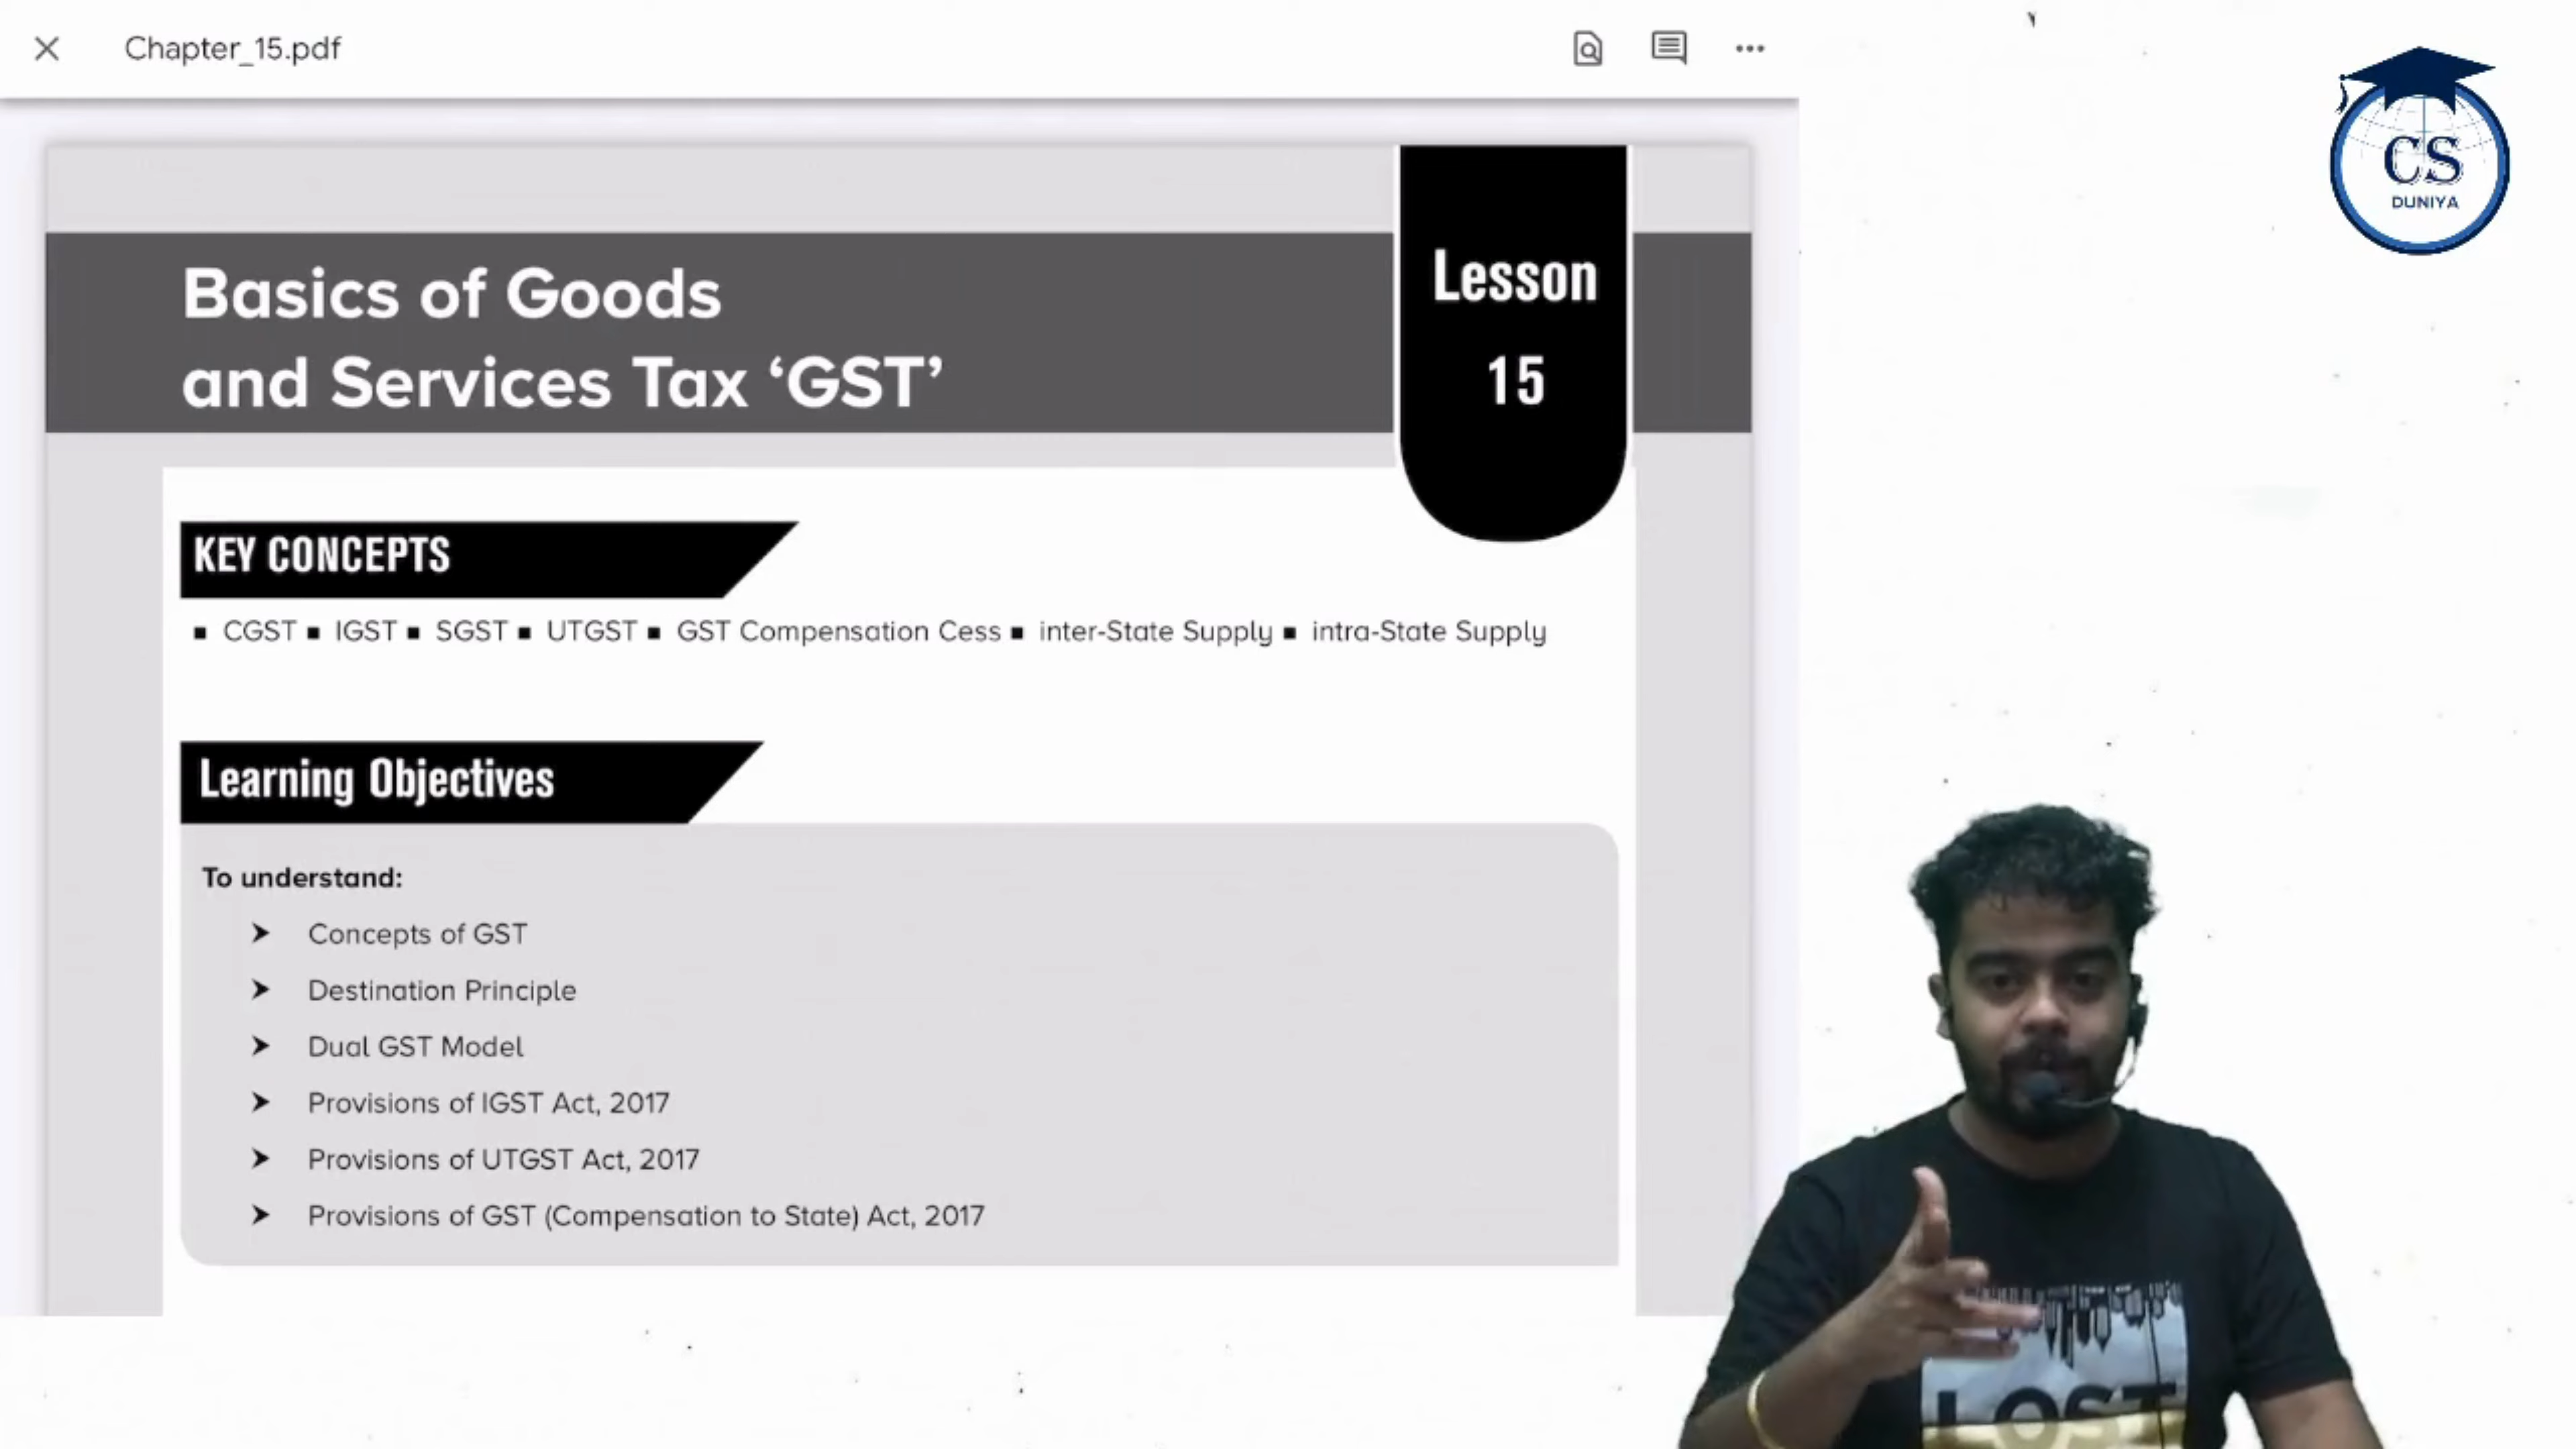 Chapter_15.pdf
CS
DUNIYA
Basics of Goods
and Services Tax ‘GST’
Lesson
15
KEY CONCEPTS
▪ CGST ▪ IGST ▪ SGST ▪ UTGST ▪ GST Compensation Cess ▪ inter-State Supply ▪ intra-State Supply
Learning Objectives
To understand:
➤ Concepts of GST
➤ Destination Principle
➤ Dual GST Model
➤ Provisions of IGST Act, 2017
➤ Provisions of UTGST Act, 2017
➤ Provisions of GST (Compensation to State) Act, 2017
LOST